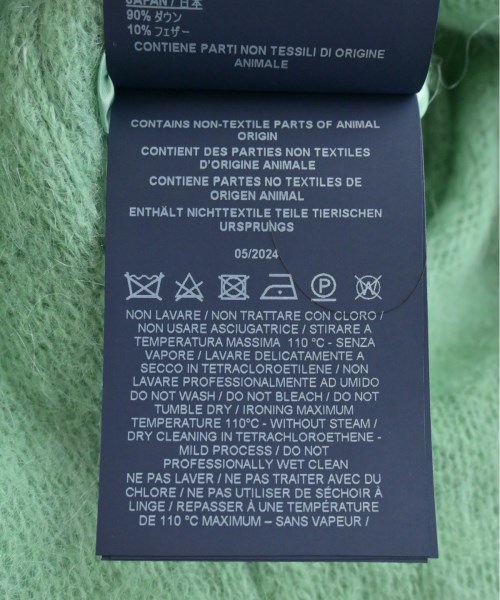 JAPAN / 日本
90% ダウン
10% フェザー
CONTIENE PARTI NON TESSILI DI ORIGINE
ANIMALE
CONTAINS NON-TEXTILE PARTS OF ANIMAL
ORIGIN
CONTIENT DES PARTIES NON TEXTILES
D'ORIGINE ANIMALE
CONTIENE PARTES NO TEXTILES DE
ORIGEN ANIMAL
ENTHÄLT NICHTTEXTILE TEILE TIERISCHEN
URSPRUNGS
05/2024
P
W
NON LAVARE / NON TRATTARE CON CLORO /
NON USARE ASCIUGATRICE / STIRARE A
TEMPERATURA MASSIMA 110 °C - SENZA
VAPORE / LAVARE DELICATAMENTE A
SECCO IN TETRACLOROETILENE / NON
LAVARE PROFESSIONALMENTE AD UMIDO
DO NOT WASH / DO NOT BLEACH / DO NOT
TUMBLE DRY / IRONING MAXIMUM
TEMPERATURE 110°C - WITHOUT STEAM /
DRY CLEANING IN TETRACHLOROETHENE -
MILD PROCESS / DO NOT
PROFESSIONALLY WET CLEAN
NE PAS LAVER / NE PAS TRAITER AVEC DU
CHLORE / NE PAS UTILISER DE SÉCHOIR À
LINGE / REPASSER À UNE TEMPÉRATURE
DE 110 °C MAXIMUM – SANS VAPEUR /